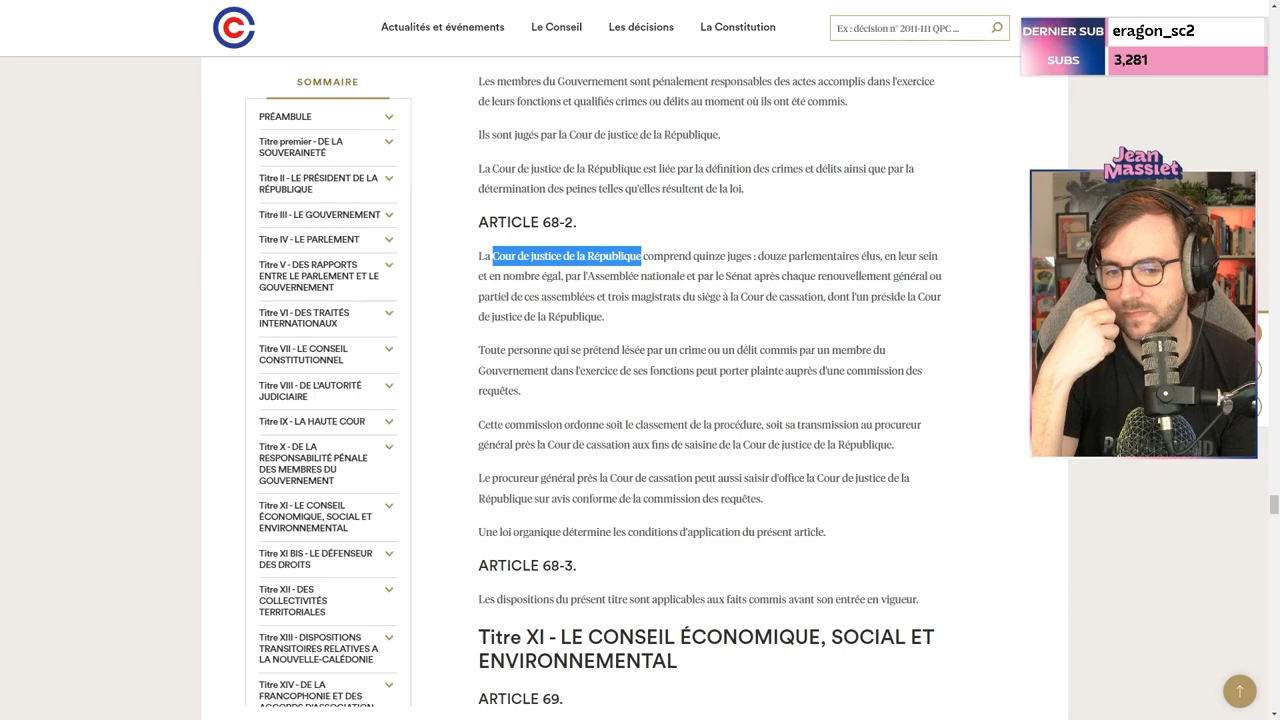 Actualités et événements
Le Conseil
Les décisions
La Constitution
Ex : décision n° 2011-111 QPC ...
DERNIER SUB
eragon_sc2
SUBS
3,281
SOMMAIRE
PRÉAMBULE
Titre premier - DE LA
SOUVERAINETÉ
Titre II - LE PRÉSIDENT DE LA
RÉPUBLIQUE
Titre III - LE GOUVERNEMENT
Titre IV - LE PARLEMENT
Titre V - DES RAPPORTS
ENTRE LE PARLEMENT ET LE
GOUVERNEMENT
Titre VI - DES TRAITÉS
INTERNATIONAUX
Titre VII - LE CONSEIL
CONSTITUTIONNEL
Titre VIII - DE L'AUTORITÉ
JUDICIAIRE
Titre IX - LA HAUTE COUR
Titre X - DE LA
RESPONSABILITÉ PÉNALE
DES MEMBRES DU
GOUVERNEMENT
Titre XI - LE CONSEIL
ÉCONOMIQUE, SOCIAL ET
ENVIRONNEMENTAL
Titre XI BIS - LE DÉFENSEUR
DES DROITS
Titre XII - DES
COLLECTIVITÉS
TERRITORIALES
Titre XIII - DISPOSITIONS
TRANSITOIRES RELATIVES A
LA NOUVELLE-CALÉDONIE
Titre XIV - DE LA
FRANCOPHONIE ET DES
ACCORDS D'ASSOCIATION
Les membres du Gouvernement sont pénalement responsables des actes accomplis dans l'exercice
de leurs fonctions et qualifiés crimes ou délits au moment où ils ont été commis.
Ils sont jugés par la Cour de justice de la République.
La Cour de justice de la République est liée par la définition des crimes et délits ainsi que par la
détermination des peines telles qu'elles résultent de la loi.
ARTICLE 68-2.
La Cour de justice de la République comprend quinze juges : douze parlementaires élus, en leur sein
et en nombre égal, par l'Assemblée nationale et par le Sénat après chaque renouvellement général ou
partiel de ces assemblées et trois magistrats du siège à la Cour de cassation, dont l'un préside la Cour
de justice de la République.
Toute personne qui se prétend lésée par un crime ou un délit commis par un membre du
Gouvernement dans l'exercice de ses fonctions peut porter plainte auprès d'une commission des
requêtes.
Cette commission ordonne soit le classement de la procédure, soit sa transmission au procureur
général près la Cour de cassation aux fins de saisine de la Cour de justice de la République.
Le procureur général près la Cour de cassation peut aussi saisir d'office la Cour de justice de la
République sur avis conforme de la commission des requêtes.
Une loi organique détermine les conditions d'application du présent article.
ARTICLE 68-3.
Les dispositions du présent titre sont applicables aux faits commis avant son entrée en vigueur.
Titre XI - LE CONSEIL ÉCONOMIQUE, SOCIAL ET
ENVIRONNEMENTAL
ARTICLE 69.
Jean
Massiet